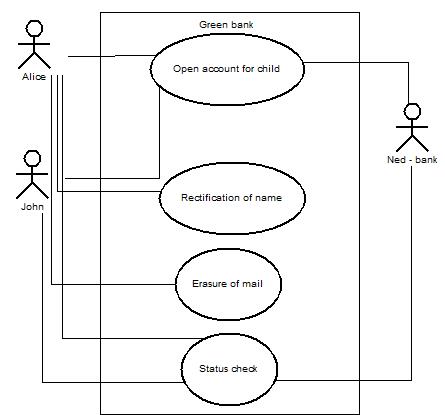 Green bank
Open account for child
Alice
Ned - bank
Rectification of name
John
Erasure of mail
Status check